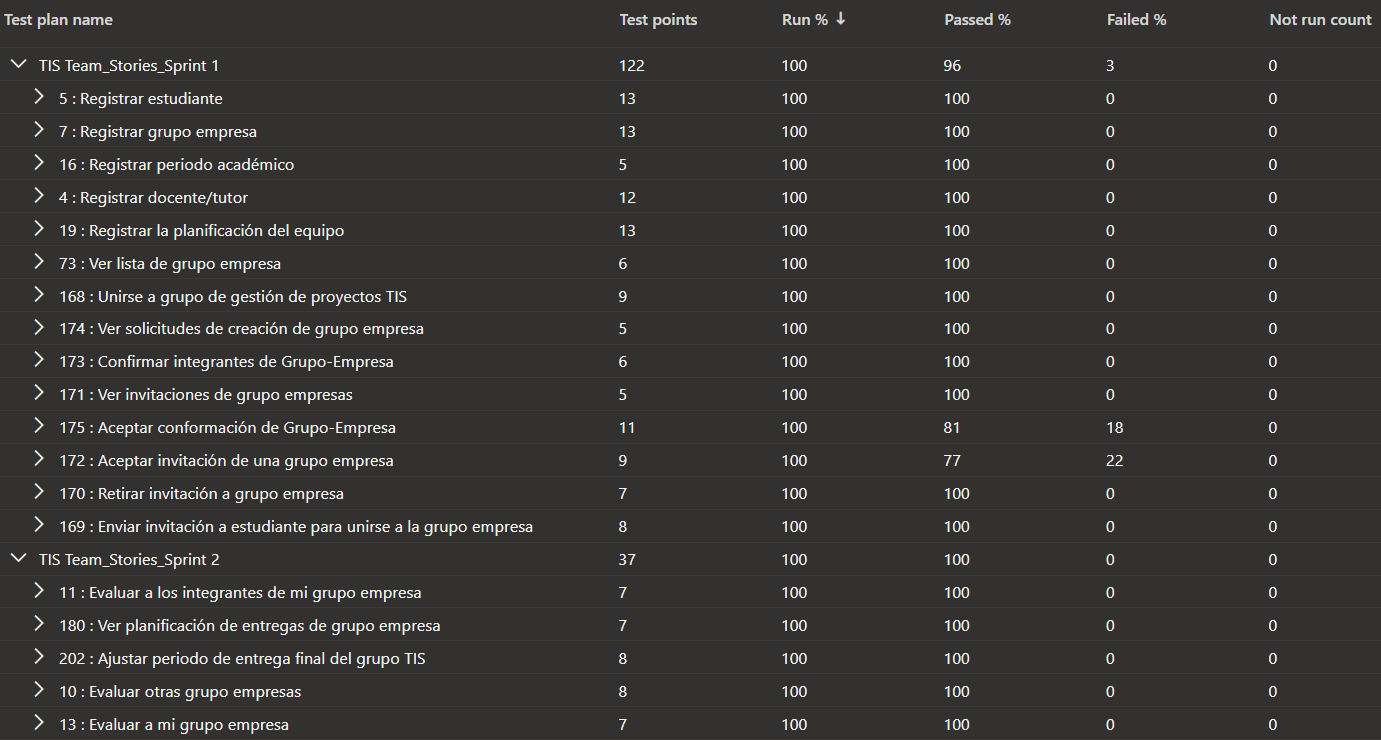 Test plan name Test points Run % ↓ Passed % Failed % Not run count
TIS Team_Stories_Sprint 1 122 100 96 3 0
5 : Registrar estudiante 13 100 100 0 0
7 : Registrar grupo empresa 13 100 100 0 0
16 : Registrar periodo académico 5 100 100 0 0
4 : Registrar docente/tutor 12 100 100 0 0
19 : Registrar la planificación del equipo 13 100 100 0 0
73 : Ver lista de grupo empresa 6 100 100 0 0
168 : Unirse a grupo de gestión de proyectos TIS 9 100 100 0 0
174 : Ver solicitudes de creación de grupo empresa 5 100 100 0 0
173 : Confirmar integrantes de Grupo-Empresa 6 100 100 0 0
171 : Ver invitaciones de grupo empresas 5 100 100 0 0
175 : Aceptar conformación de Grupo-Empresa 11 100 81 18 0
172 : Aceptar invitación de una grupo empresa 9 100 77 22 0
170 : Retirar invitación a grupo empresa 7 100 100 0 0
169 : Enviar invitación a estudiante para unirse a la grupo empresa 8 100 100 0 0
TIS Team_Stories_Sprint 2 37 100 100 0 0
11 : Evaluar a los integrantes de mi grupo empresa 7 100 100 0 0
180 : Ver planificación de entregas de grupo empresa 7 100 100 0 0
202 : Ajustar periodo de entrega final del grupo TIS 8 100 100 0 0
10 : Evaluar otras grupo empresas 8 100 100 0 0
13 : Evaluar a mi grupo empresa 7 100 100 0 0